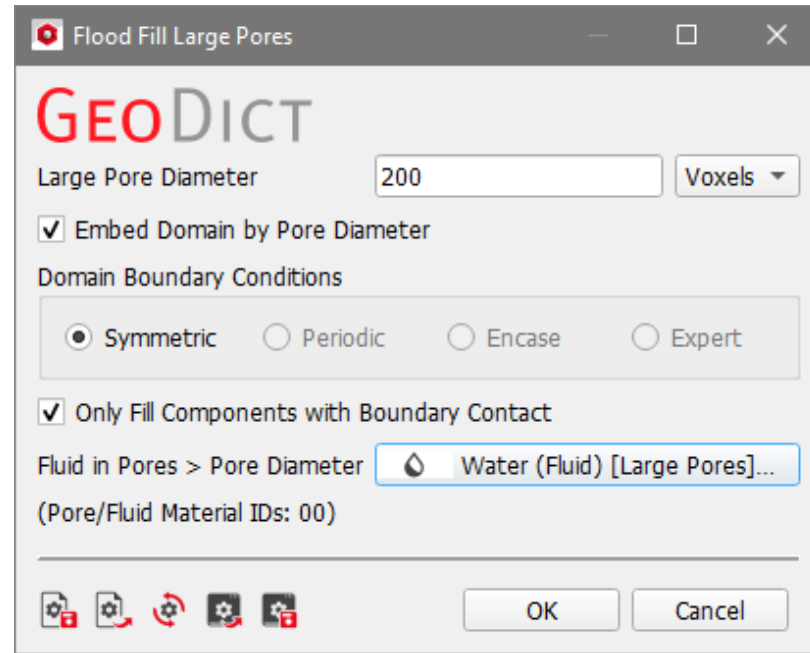 Flood Fill Large Pores
GEODICT
Large Pore Diameter 200 Voxels
Embed Domain by Pore Diameter
Domain Boundary Conditions
Symmetric Periodic Encase Expert
Only Fill Components with Boundary Contact
Fluid in Pores > Pore Diameter Water (Fluid) [Large Pores]...
(Pore/Fluid Material IDs: 00)
OK Cancel